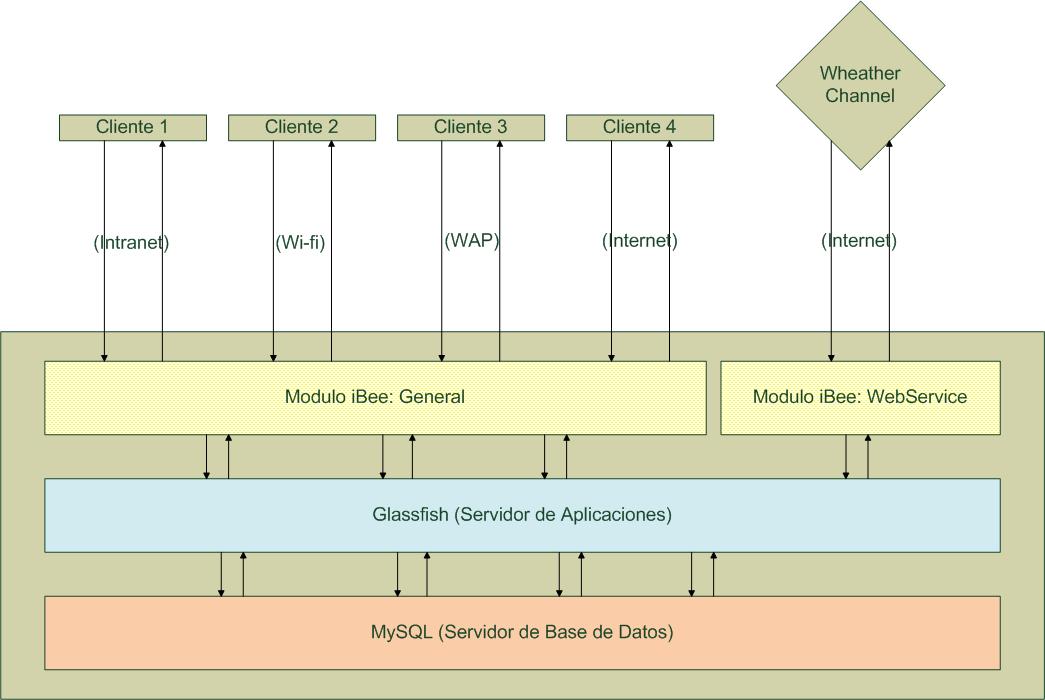 Wheather
Channel
Cliente 1
Cliente 2
Cliente 3
Cliente 4
(Intranet)
(Wi-fi)
(WAP)
(Internet)
(Internet)
Modulo iBee: General
Modulo iBee: WebService
Glassfish (Servidor de Aplicaciones)
MySQL (Servidor de Base de Datos)